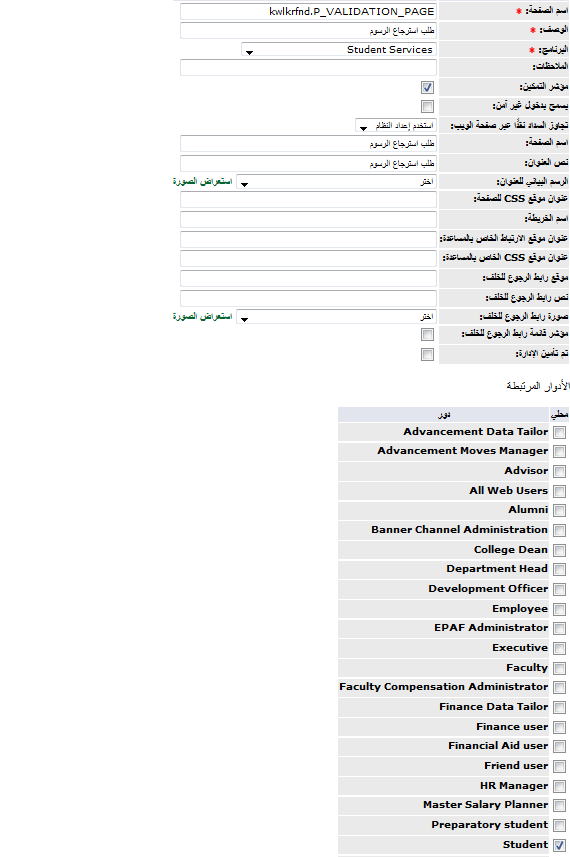 اسم الصفحة: * kwlkrfnd.P_VALIDATION_PAGE
الوصف: * طلب استرجاع الرسوم
البرنامج: * Student Services
الملاحظات:
مؤشر التمكين:
يسمح بدخول غير آمن:
تجاوز السداد نقدًا عبر صفحة الويب: استخدم إعداد النظام
اسم الصفحة: طلب استرجاع الرسوم
نص العنوان: طلب استرجاع الرسوم
الرسم البياني للعنوان: اختر استعراض الصورة
عنوان موقع CSS للصفحة:
اسم الخريطة:
عنوان موقع الارتباط الخاص بالمساعدة:
عنوان موقع CSS الخاص بالمساعدة:
موقع رابط الرجوع للخلف:
نص رابط الرجوع للخلف:
صورة رابط الرجوع للخلف: اختر استعراض الصورة
مؤشر قائمة رابط الرجوع للخلف:
تم تأمين الإدارة:
الأدوار المرتبطة
محلي دور
Advancement Data Tailor
Advancement Moves Manager
Advisor
All Web Users
Alumni
Banner Channel Administration
College Dean
Department Head
Development Officer
Employee
EPAF Administrator
Executive
Faculty
Faculty Compensation Administrator
Finance Data Tailor
Finance user
Financial Aid user
Friend user
HR Manager
Master Salary Planner
Preparatory student
Student